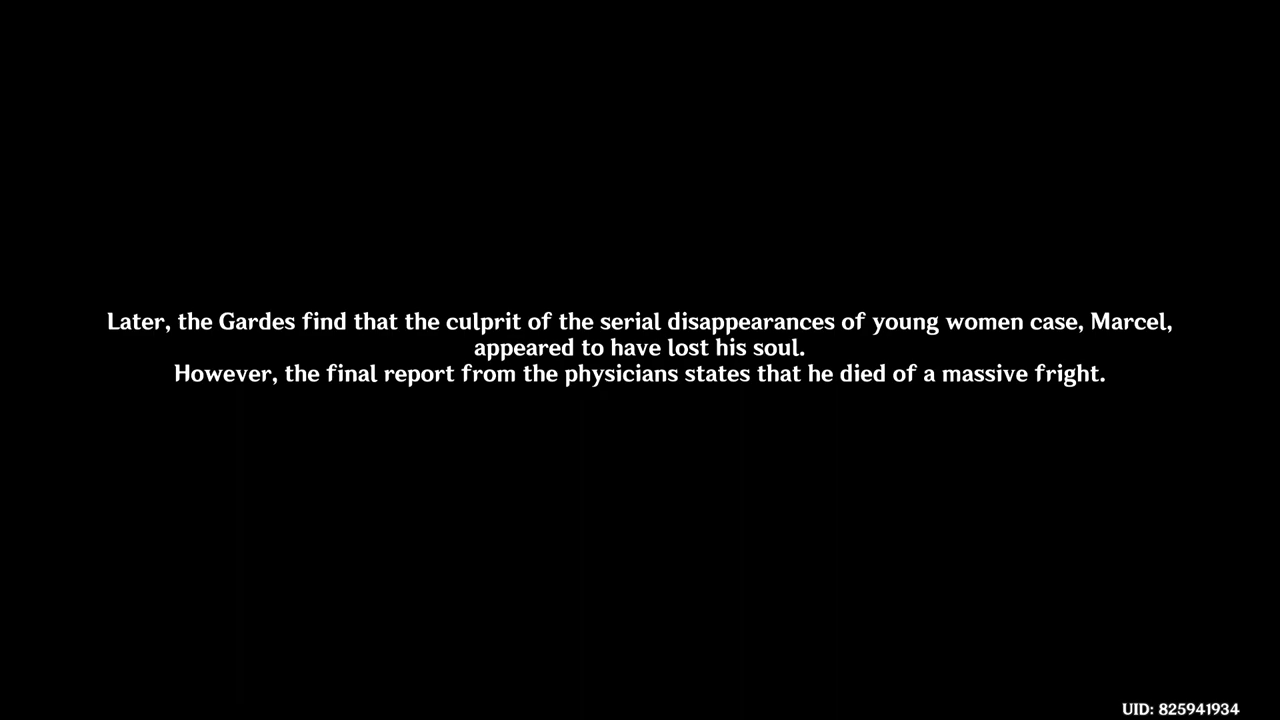 Later, the Gardes find that the culprit of the serial disappearances of young women case, Marcel,
appeared to have lost his soul.
However, the final report from the physicians states that he died of a massive fright.
UID: 825941934